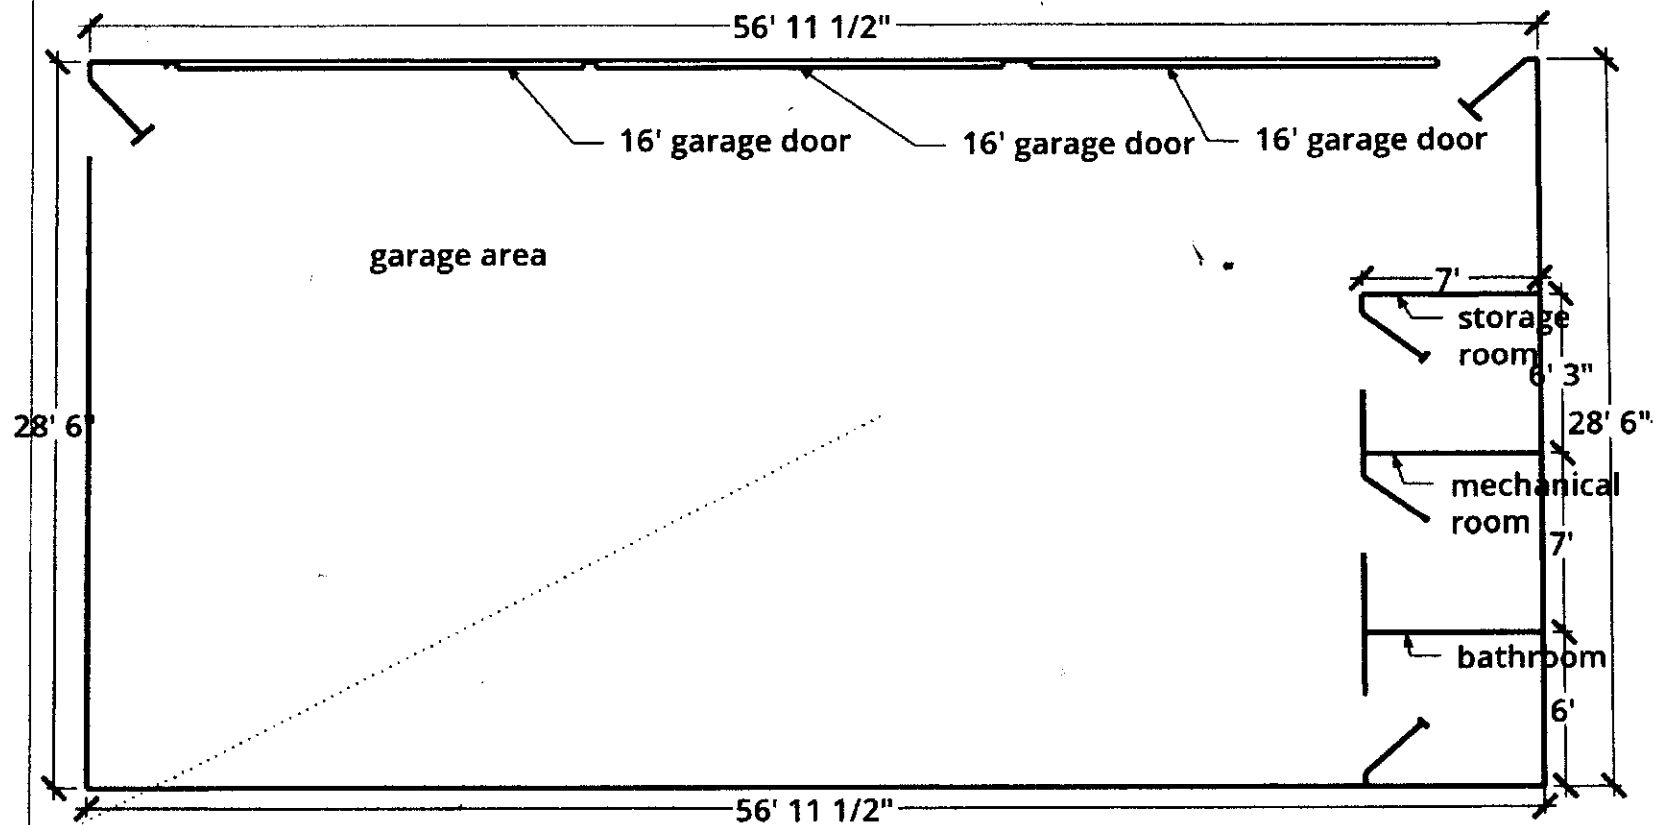 56' 11 1/2"
16' garage door
16' garage door
16' garage door
garage area
7'
storage
room
6' 3"
28' 6"
28' 6"
mechanical
room
7'
bathroom
6'
56' 11 1/2"